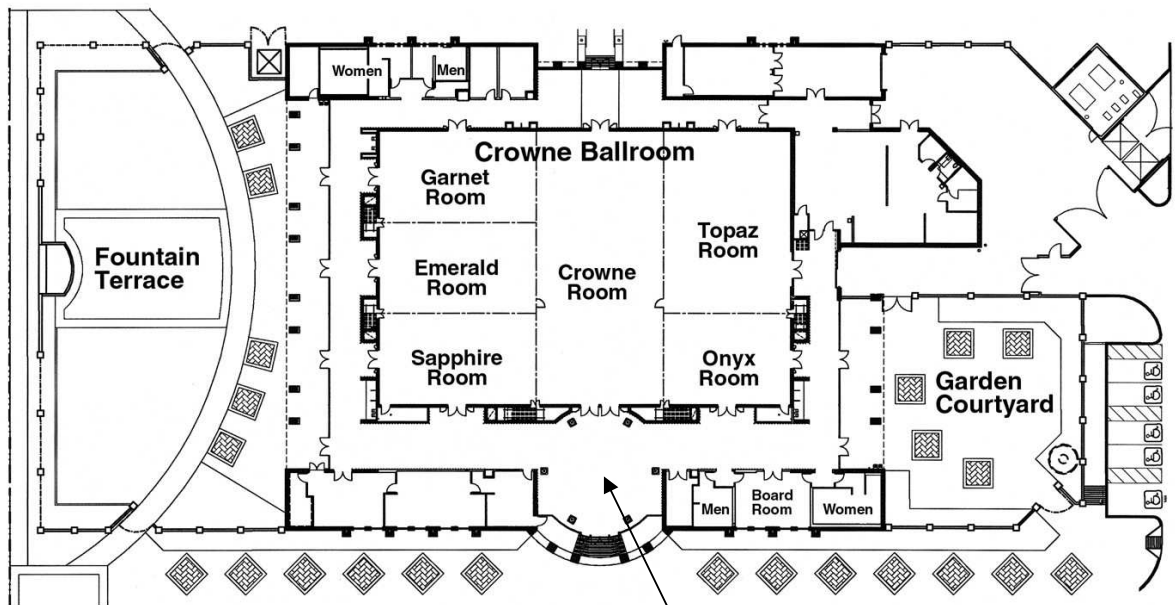 Women
Men
Crowne Ballroom
Garnet
Room
Topaz
Room
Fountain
Terrace
Emerald
Room
Crowne
Room
Sapphire
Room
Onyx
Room
Garden
Courtyard
Men
Board
Room
Women